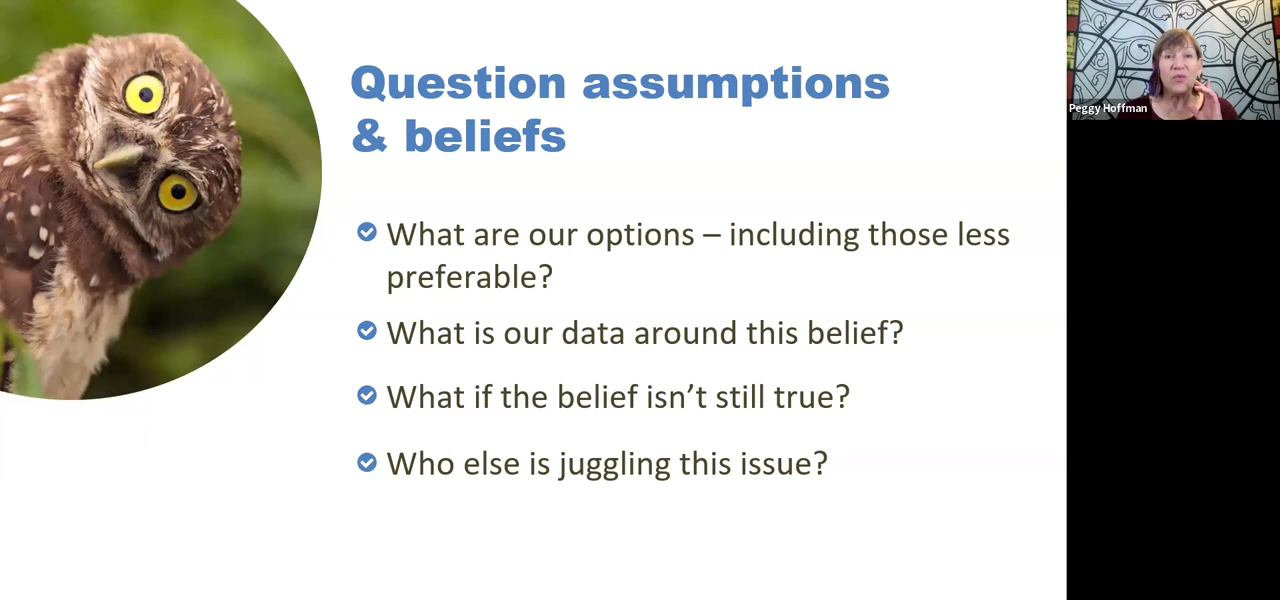 Question assumptions
& beliefs
What are our options – including those less
preferable?
What is our data around this belief?
What if the belief isn’t still true?
Who else is juggling this issue?
Peggy Hoffman